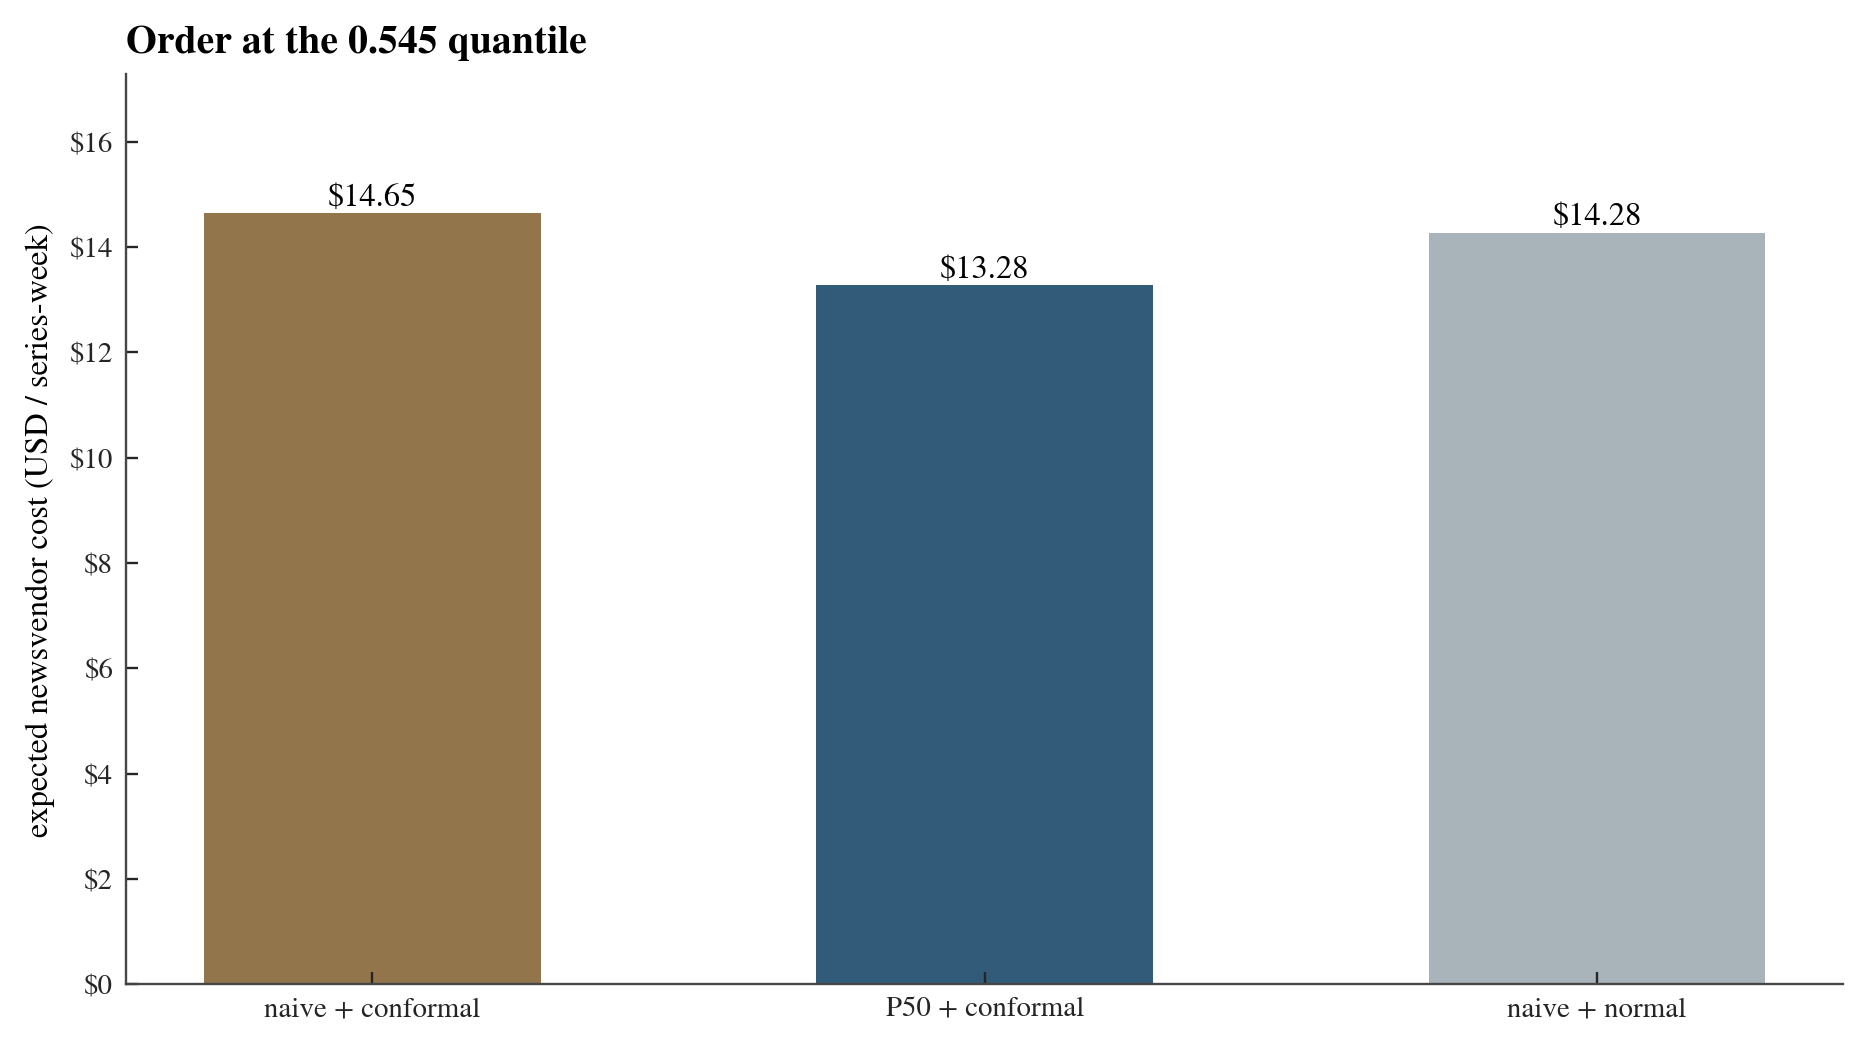 Order at the 0.545 quantile
expected newsvendor cost (USD / series-week)
$16
$14
$12
$10
$8
$6
$4
$2
$0
$14.65
$13.28
$14.28
naive + conformal
P50 + conformal
naive + normal